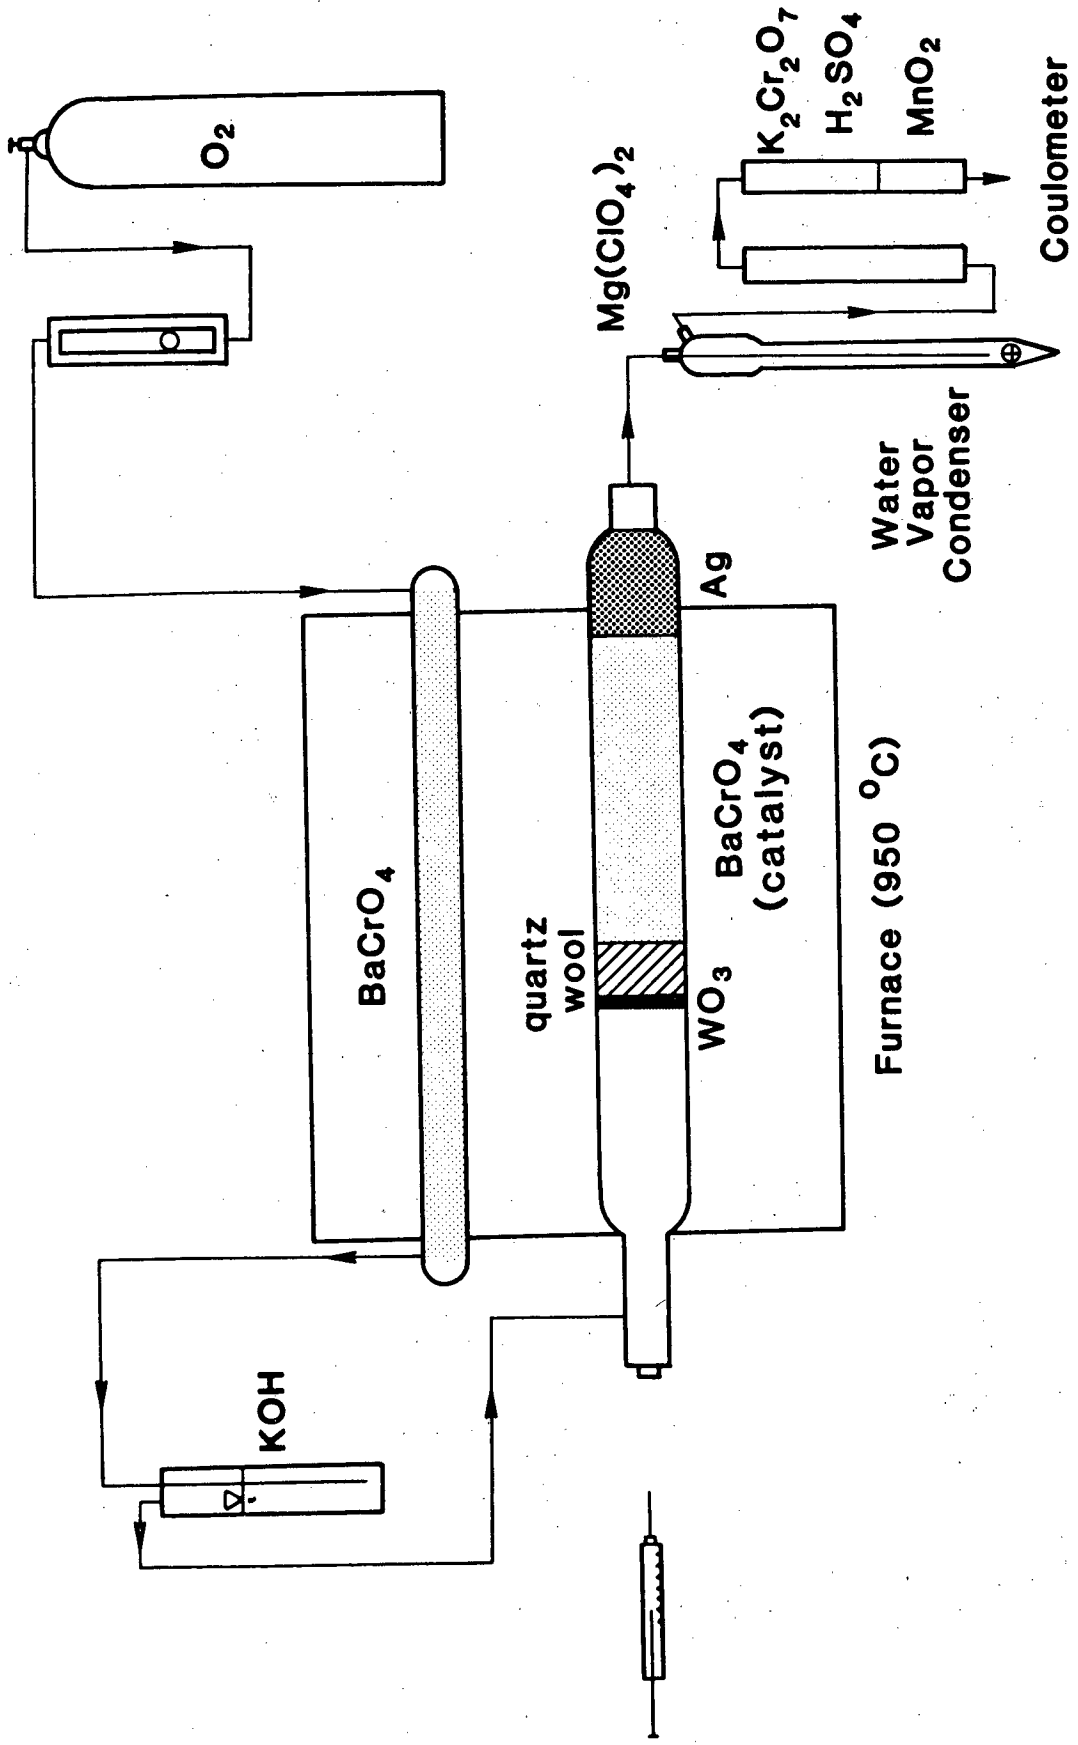 O2
KOH
BaCrO4
quartz
wool
WO3
BaCrO4
(catalyst)
Ag
Furnace (950 °C)
Water
Vapor
Condenser
Mg(ClO4)2
K2Cr2O7
H2SO4
MnO2
Coulometer